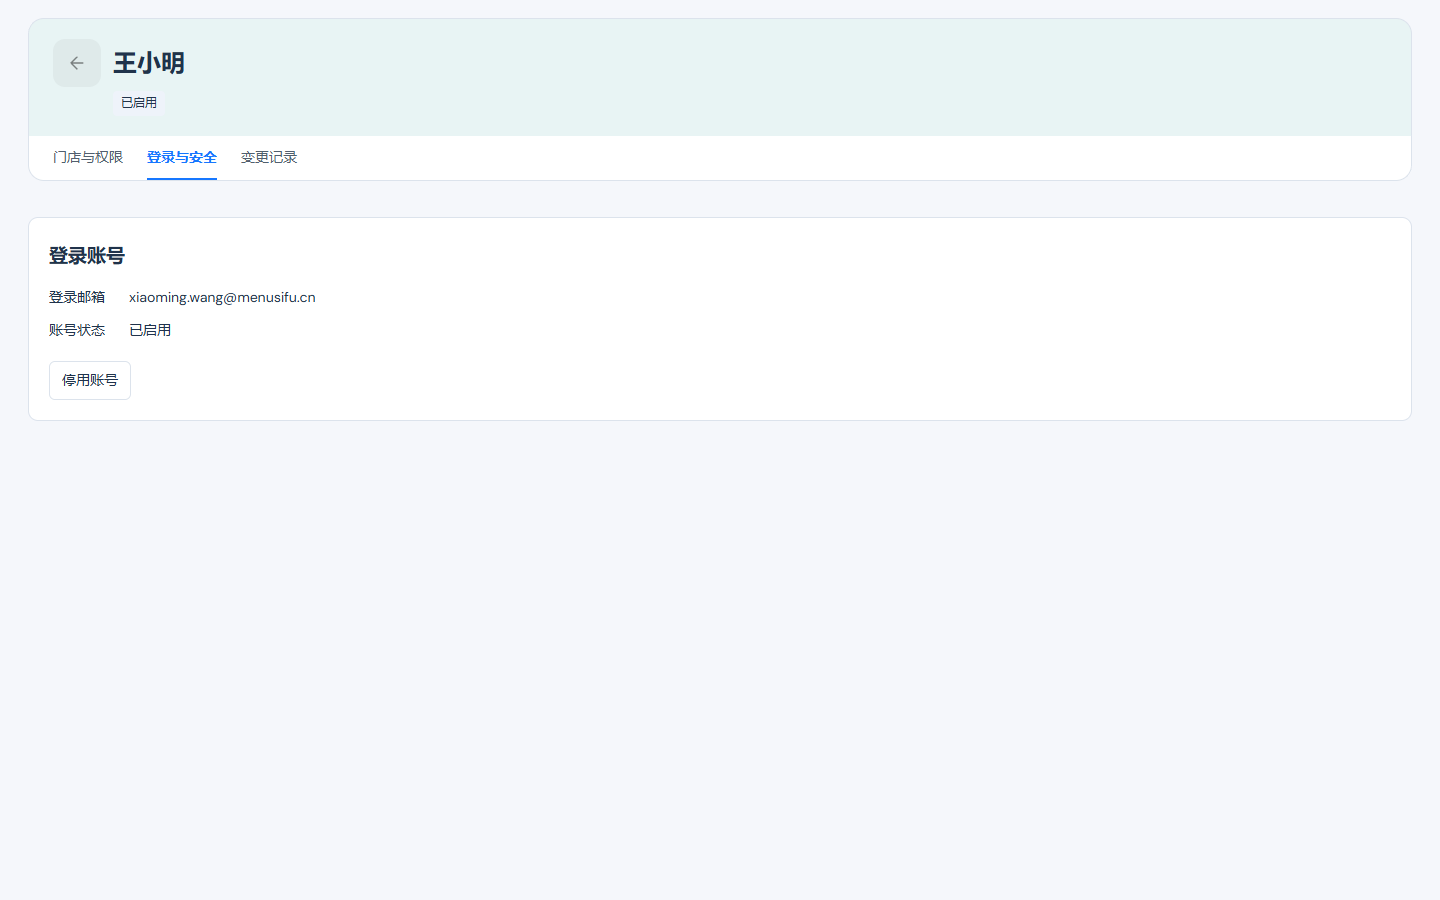 王小明
已启用
门店与权限 登录与安全 变更记录
登录账号
登录邮箱 xiaoming.wang@menusifu.cn
账号状态 已启用
停用账号